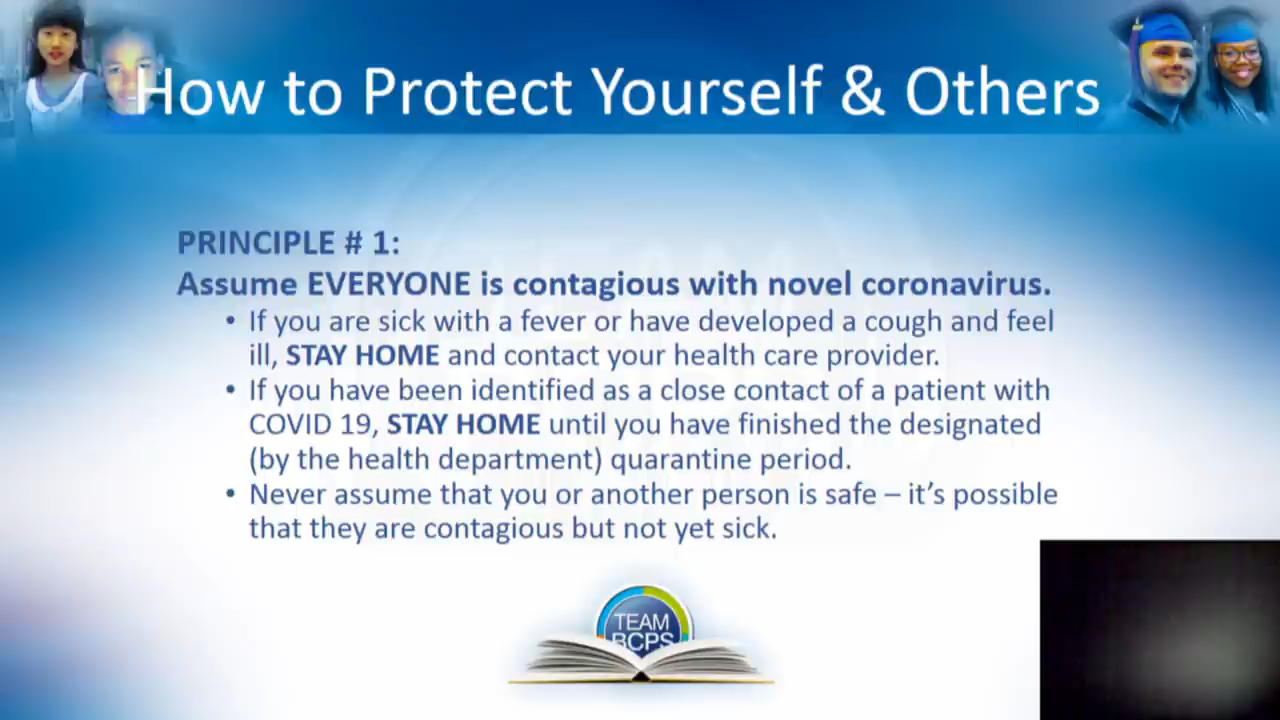 How to Protect Yourself & Others
PRINCIPLE # 1:
Assume EVERYONE is contagious with novel coronavirus.
• If you are sick with a fever or have developed a cough and feel
ill, STAY HOME and contact your health care provider.
• If you have been identified as a close contact of a patient with
COVID 19, STAY HOME until you have finished the designated
(by the health department) quarantine period.
• Never assume that you or another person is safe – it’s possible
that they are contagious but not yet sick.
TEAM
BCPS